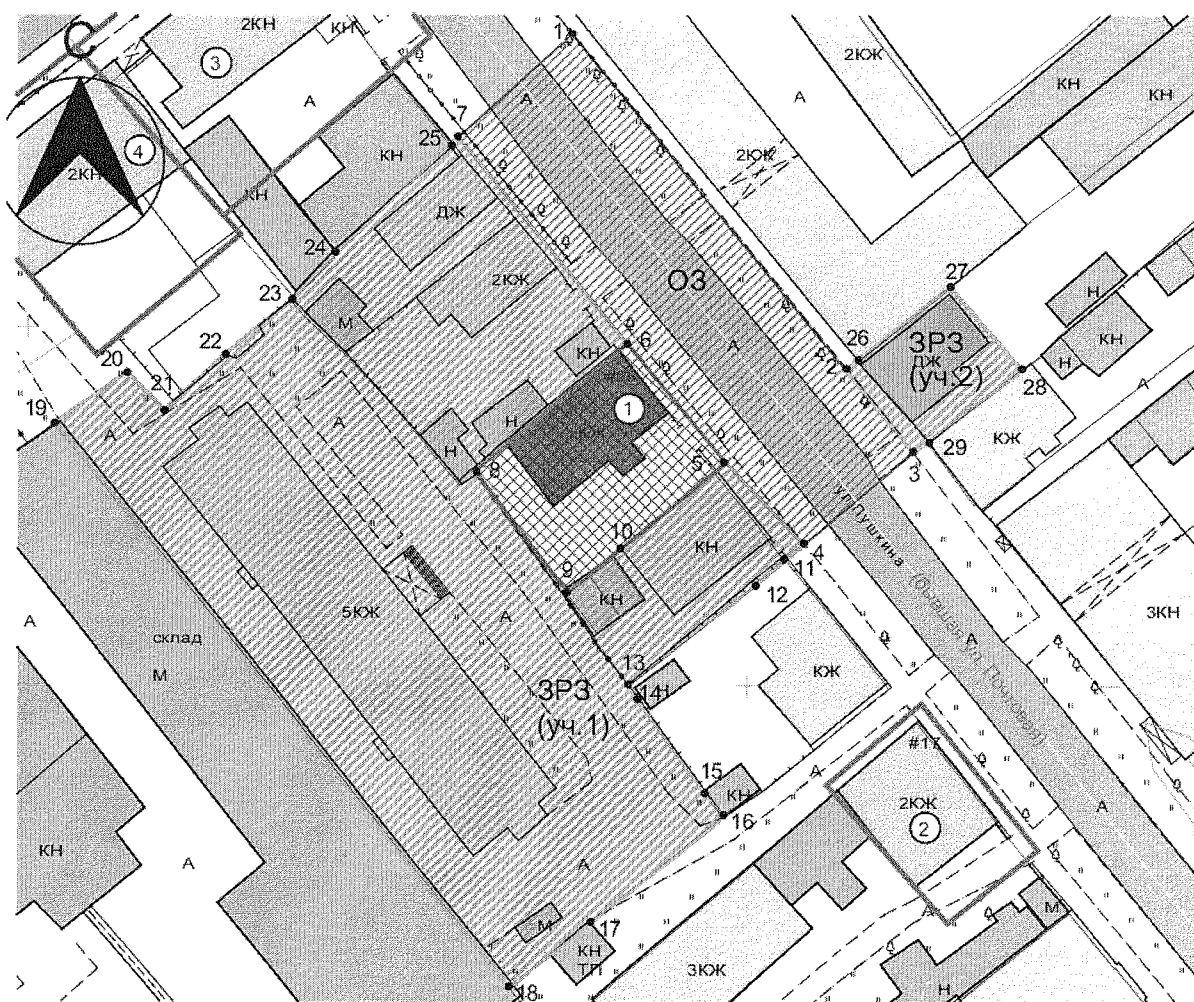 2КН
КН
3
1
2КЖ
КН
КН
А
А
А
7
25
КН
КН
4
2КН
2КЖ
ДЖ
24
2КЖ
ОЗ
27
Н
КН
Н
23
М
22
20
21
19
КН
6
А
26
2
ЗРЗ
ДЖ
(уч.2)
28
А
А
А
1
Н
Н
8
5
29
3
КЖ
ул. Пушкина
(бывшая ул. Гоголевая)
10
КН
4
11
9
КН
12
5КЖ
А
А
склад
М
3КН
13
ЗРЗ
14
(уч.1)
КЖ
15
КН
16
#17
А
2КЖ
2
А
КН
А
А
М
17
КН
ТП
А
М
3КЖ
Н
18